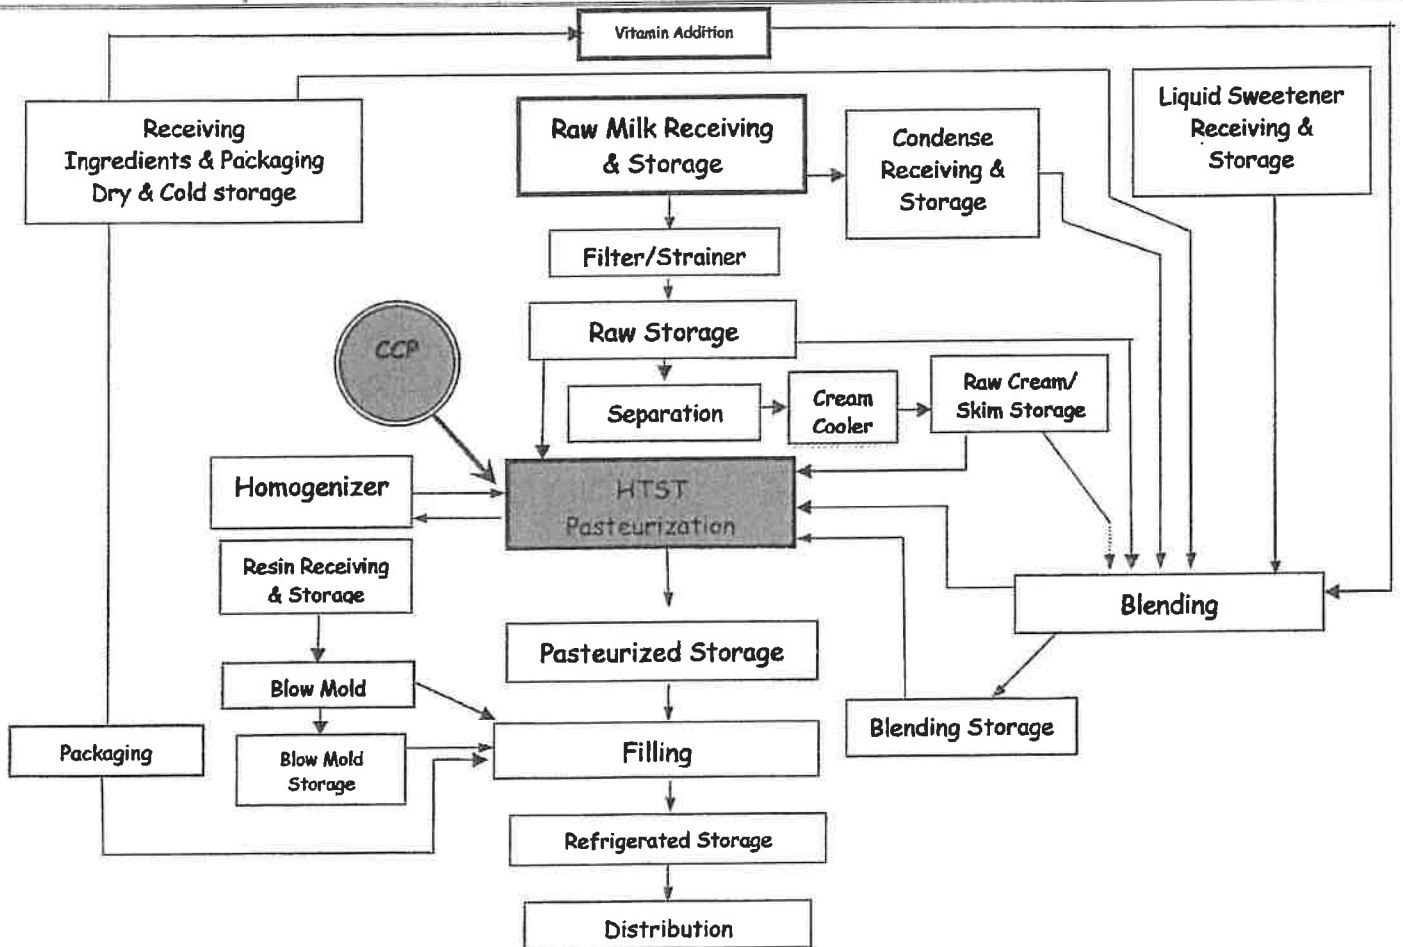 Vitamin Addition
Receiving
Ingredients & Packaging
Dry & Cold storage
Raw Milk Receiving
& Storage
Condense
Receiving &
Storage
Liquid Sweetener
Receiving &
Storage
Filter/Strainer
Raw Storage
CCP
Separation
Cream
Cooler
Raw Cream/
Skim Storage
Homogenizer
HTST
Pasteurization
Resin Receiving
& Storage
Blending
Pasteurized Storage
Blow Mold
Blending Storage
Packaging
Blow Mold
Storage
Filling
Refrigerated Storage
Distribution